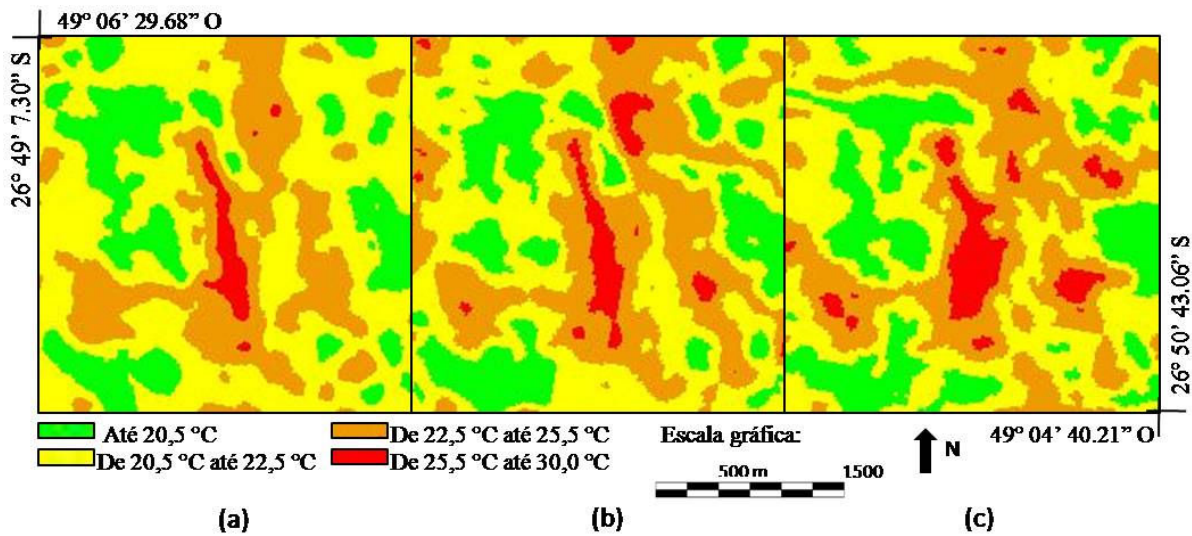 49° 06' 29.68" O
26° 49' 7.30" S
26° 50' 43.06" S
Até 20,5 °C
De 22,5 °C até 25,5 °C
Escala gráfica:
N
49° 04' 40.21" O
De 20,5 °C até 22,5 °C
De 25,5 °C até 30,0 °C
500 m
1500
(a)
(b)
(c)